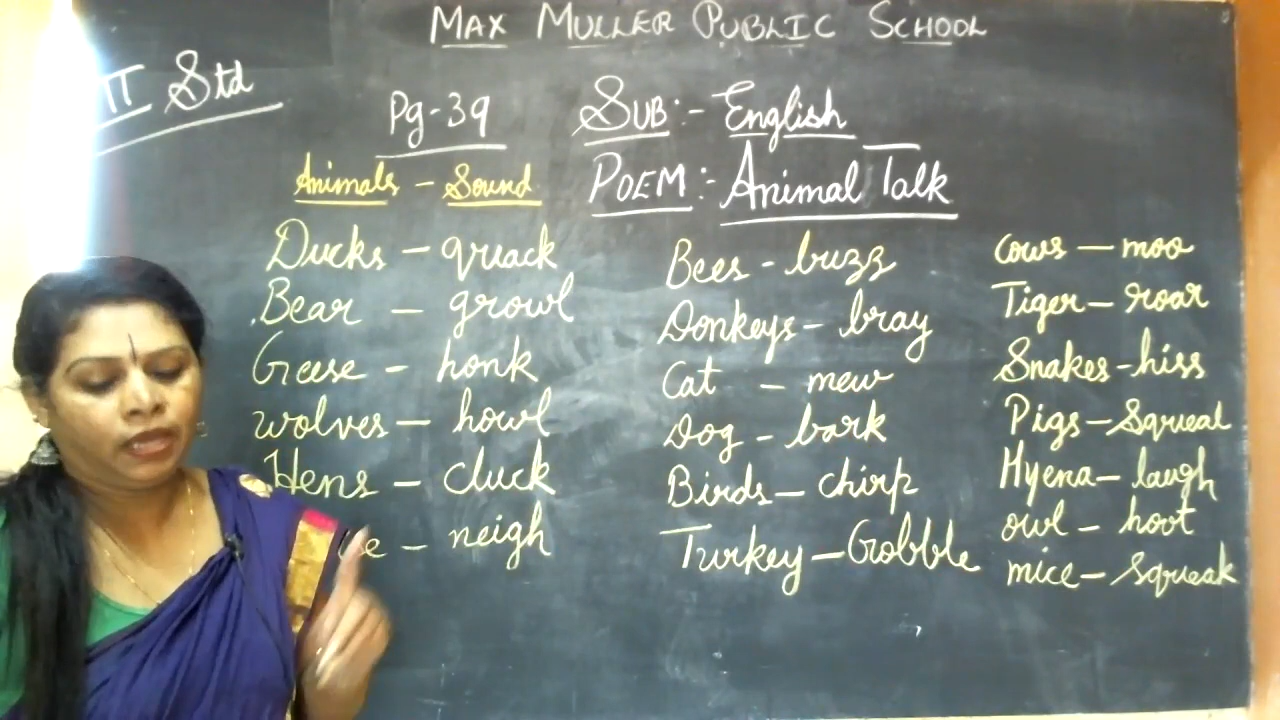 MAX MULLER PUBLIC SCHOOL
II Std
Pg-39
SUB:- English
Animals - Sound
POEM:- Animal Talk
Ducks - quack
Bear - growl
Geese - honk
wolves - howl
Hens - cluck
- neigh
Bees - buzz
Donkeys - bray
Cat - mew
Dog - bark
Birds - chirp
Turkey - Gobble
cows - moo
Tiger - roar
Snakes - hiss
Pigs - Squeal
Hyena - laugh
owl - hoot
mice - squeak